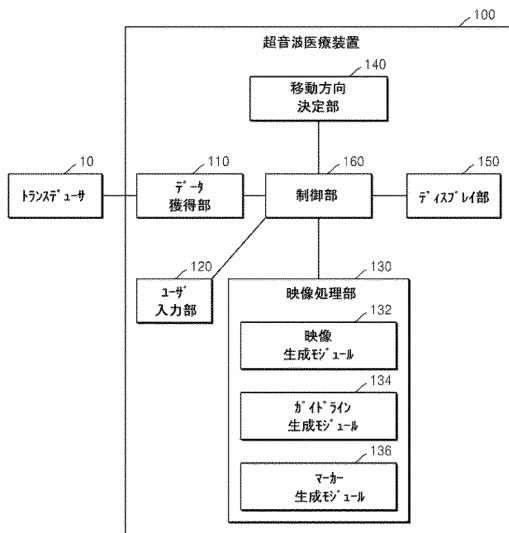 100
超音波医療装置
140
移動方向
決定部
10
トランスデューサ
110
データ
獲得部
160
制御部
150
ディスプレイ部
120
ユーザ
入力部
130
映像処理部
132
映像
生成モジュール
134
ガイドライン
生成モジュール
136
マーカー
生成モジュール